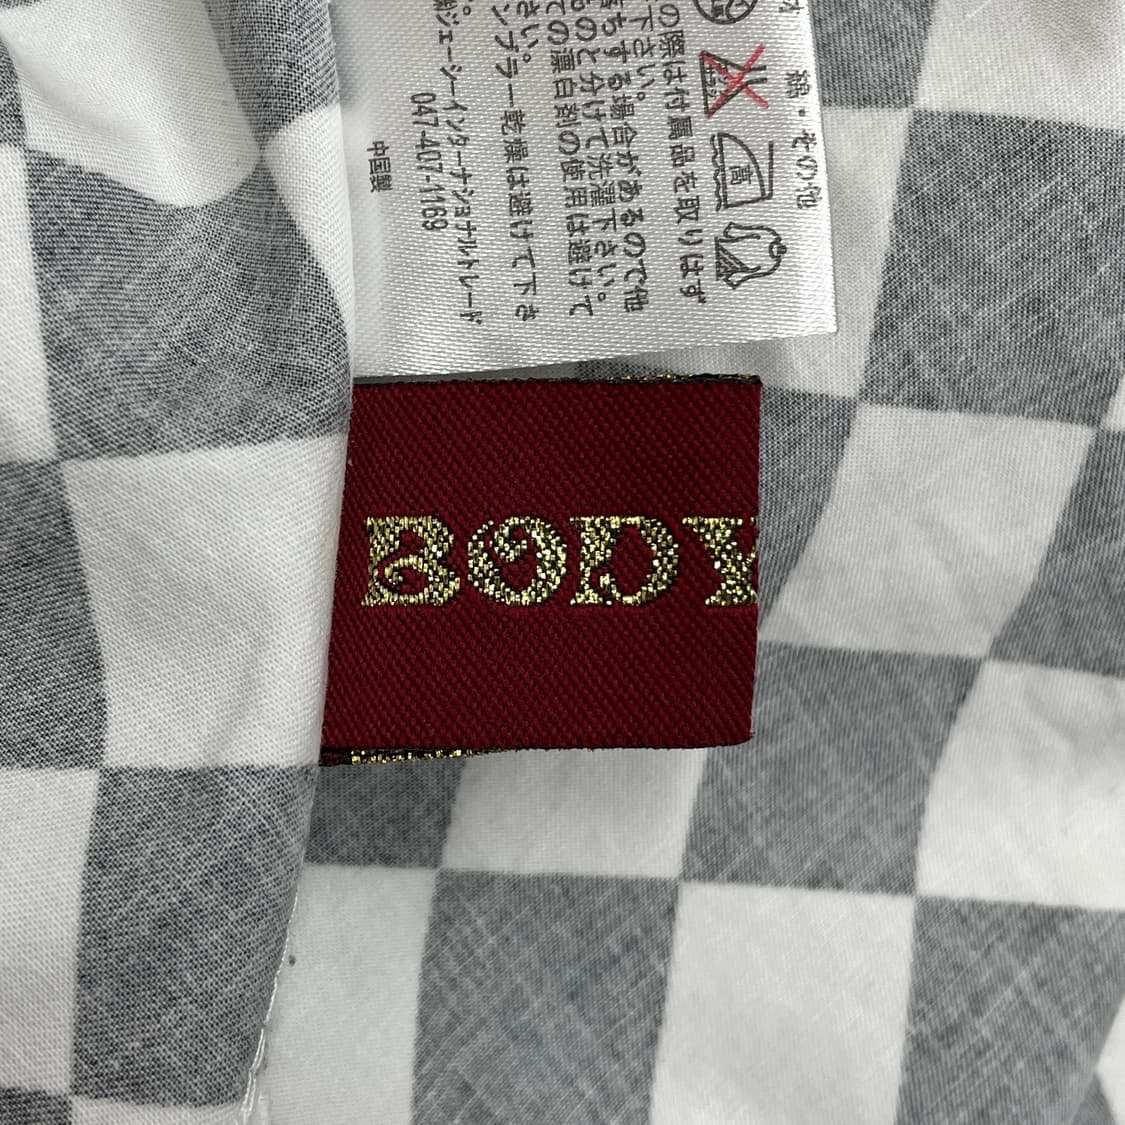 綿・その他
の際は付属品を取りはず
下さい。
落ちする場合があるので他
ものと分けて洗濯下さい。
ての漂白剤の使用は避けて
さい。
ンブラー乾燥は避けて下さ
い。
ジェーシーインターナショナルトレード
047-407-1169
中国製
BODY